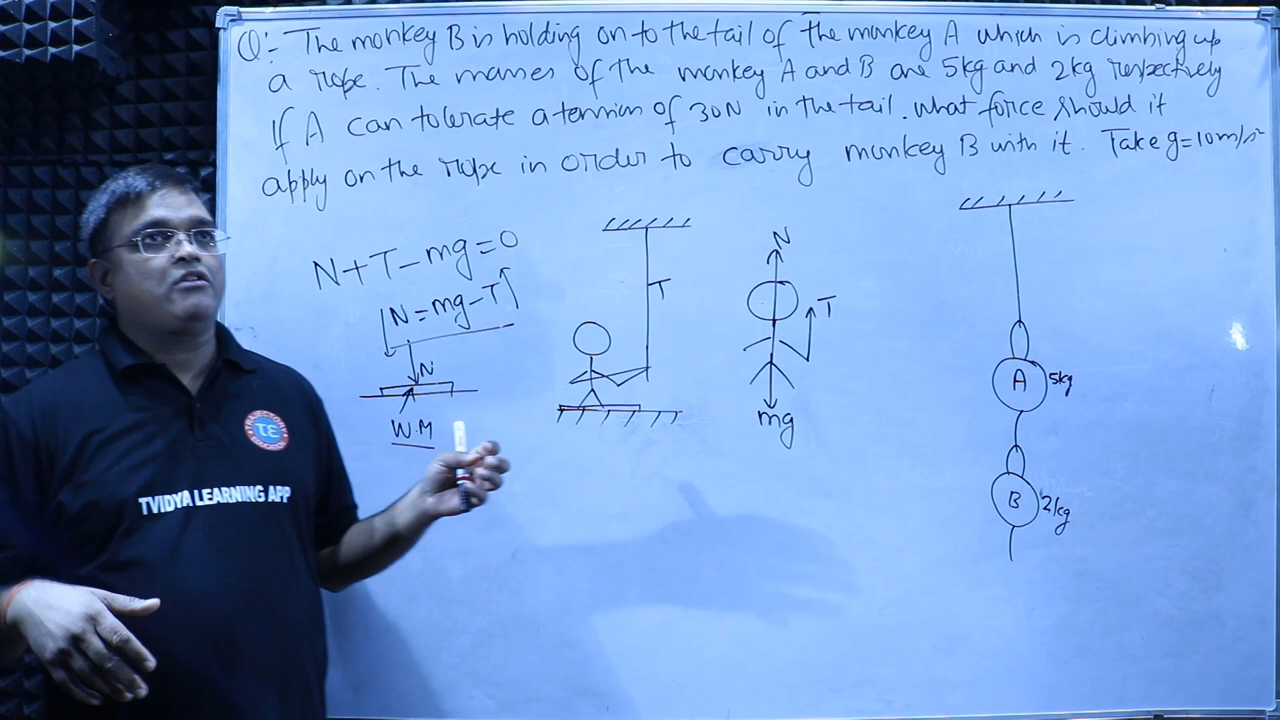 Q:- The monkey B is holding on to the tail of the monkey A which is climbing up
a rope. The masses of the monkey A and B are 5kg and 2kg respectively
If A can tolerate a tension of 30N in the tail. what force should it
apply on the rope in order to carry monkey B with it. Take g=10m/s²
N+T-mg=0
N=mg-T
N
W.M
T
N
T
mg
A 5kg
B 2kg
TRAJECTORY EDUCATION
TE
TVIDYA LEARNING APP